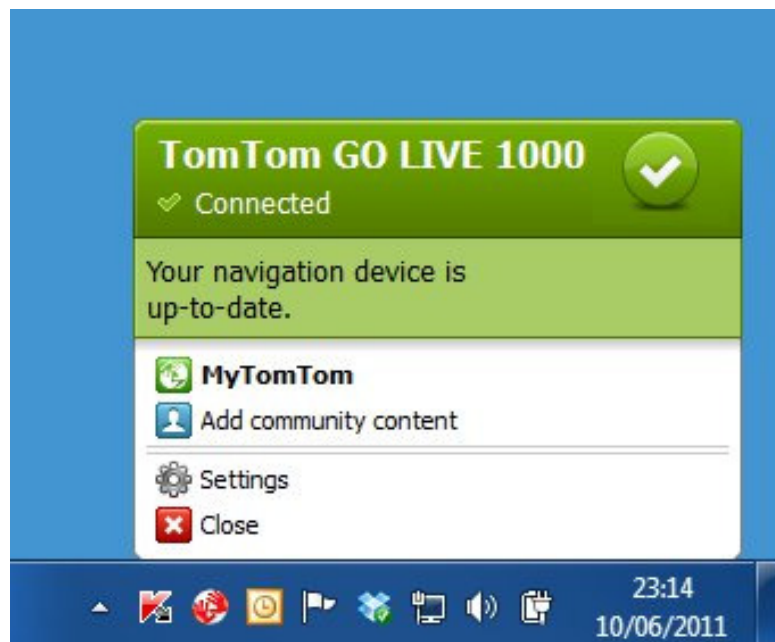 TomTom GO LIVE 1000
Connected
Your navigation device is
up-to-date.
MyTomTom
Add community content
Settings
Close
23:14
10/06/2011